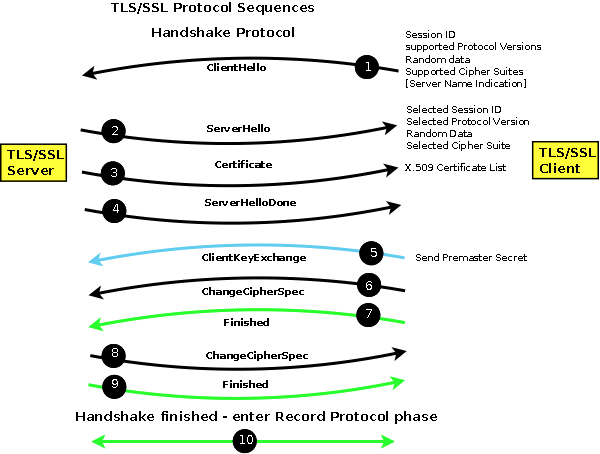 TLS/SSL Protocol Sequences
Handshake Protocol
Session ID
supported Protocol Versions
Random data
Supported Cipher Suites
[Server Name Indication]
1
ClientHello
Selected Session ID
Selected Protocol Version
Random Data
Selected Cipher Suite
2
ServerHello
TLS/SSL
Server
TLS/SSL
Client
3
Certificate
X.509 Certificate List
4
ServerHelloDone
5
ClientKeyExchange
Send Premaster Secret
6
ChangeCipherSpec
7
Finished
8
ChangeCipherSpec
9
Finished
Handshake finished - enter Record Protocol phase
10